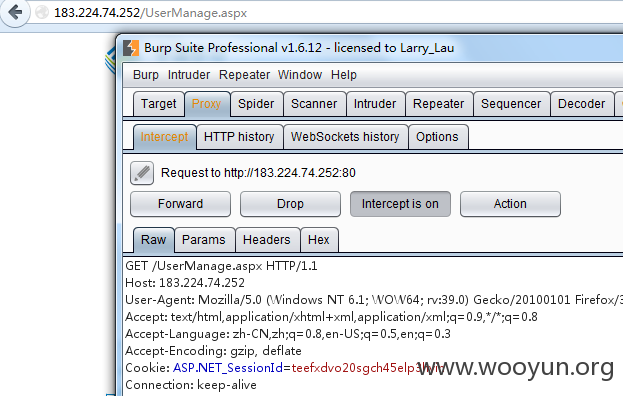 183.224.74.252/UserManage.aspx
Burp Suite Professional v1.6.12 - licensed to Larry_Lau
Burp Intruder Repeater Window Help
Target Proxy Spider Scanner Intruder Repeater Sequencer Decoder
Intercept HTTP history WebSockets history Options
Request to http://183.224.74.252:80
Forward Drop Intercept is on Action
Raw Params Headers Hex
GET /UserManage.aspx HTTP/1.1
Host: 183.224.74.252
User-Agent: Mozilla/5.0 (Windows NT 6.1; WOW64; rv:39.0) Gecko/20100101 Firefox/3
Accept: text/html,application/xhtml+xml,application/xml;q=0.9,*/*;q=0.8
Accept-Language: zh-CN,zh;q=0.8,en-US;q=0.5,en;q=0.3
Accept-Encoding: gzip, deflate
Cookie: ASP.NET_SessionId=
www.wooyun.org
Connection: keep-alive